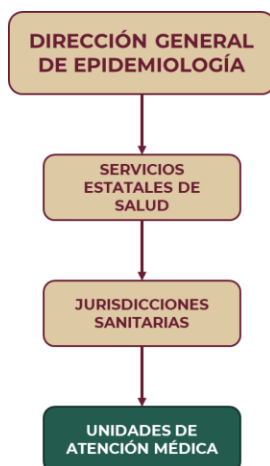 DIRECCIÓN GENERAL
DE EPIDEMIOLOGÍA
SERVICIOS
ESTATALES DE
SALUD
JURISDICCIONES
SANITARIAS
UNIDADES DE
ATENCIÓN MÉDICA